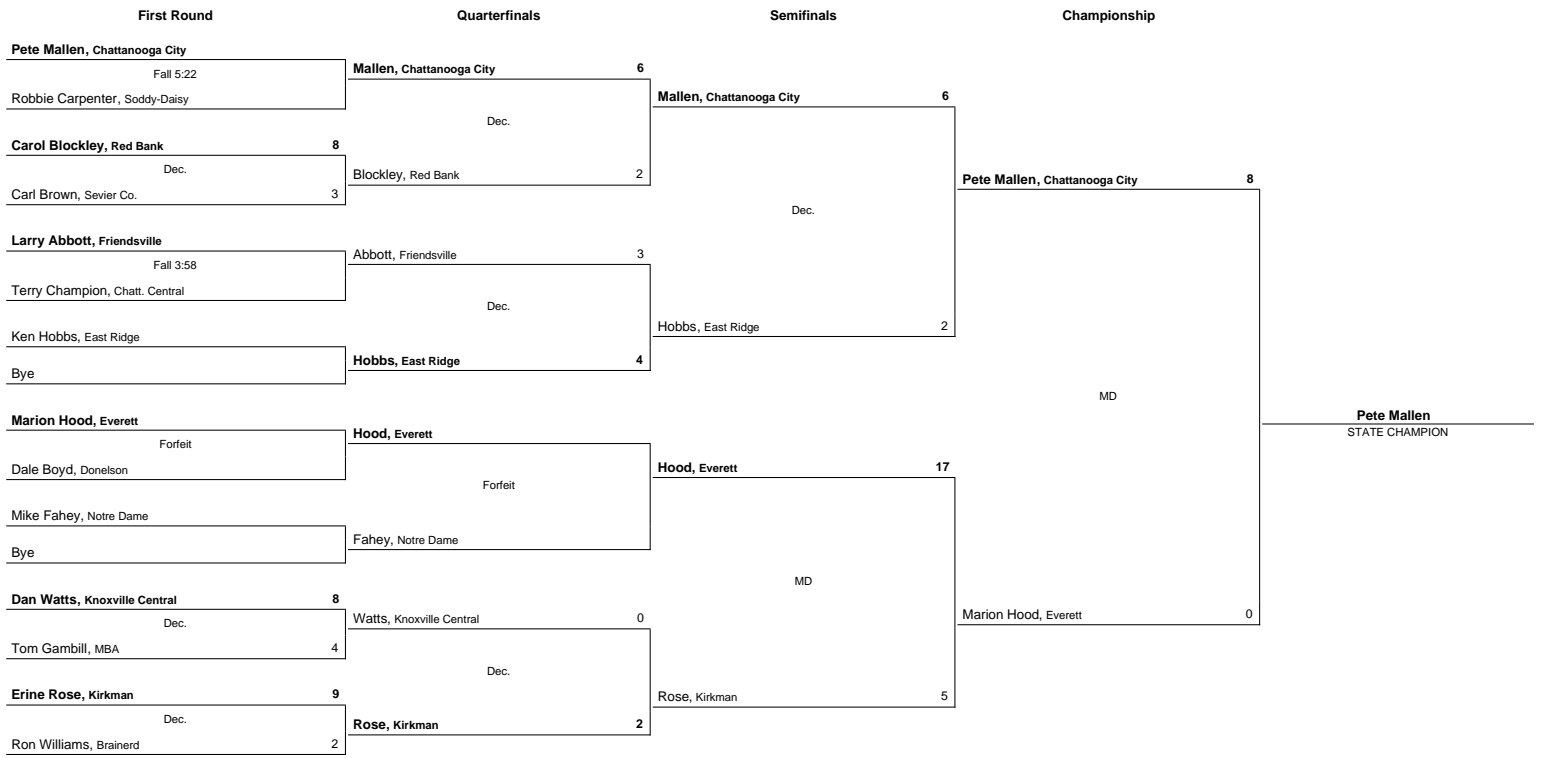 First Round Quarterfinals Semifinals Championship
Pete Mallen, Chattanooga City
Fall 5:22
Robbie Carpenter, Soddy-Daisy
Carol Blockley, Red Bank 8
Dec.
Carl Brown, Sevier Co. 3
Larry Abbott, Friendsville
Fall 3:58
Terry Champion, Chatt. Central
Ken Hobbs, East Ridge
Bye
Marion Hood, Everett
Forfeit
Dale Boyd, Donelson
Mike Fahey, Notre Dame
Bye
Dan Watts, Knoxville Central 8
Dec.
Tom Gambill, MBA 4
Erine Rose, Kirkman 9
Dec.
Ron Williams, Brainerd 2
Mallen, Chattanooga City 6
Dec.
Blockley, Red Bank 2
Abbott, Friendsville 3
Dec.
Hobbs, East Ridge 4
Hood, Everett
Forfeit
Fahey, Notre Dame
Watts, Knoxville Central 0
Dec.
Rose, Kirkman 2
Mallen, Chattanooga City 6
Dec.
Hobbs, East Ridge 2
Hood, Everett 17
MD
Rose, Kirkman 5
Pete Mallen, Chattanooga City 8
MD
Marion Hood, Everett 0
Pete Mallen
STATE CHAMPION